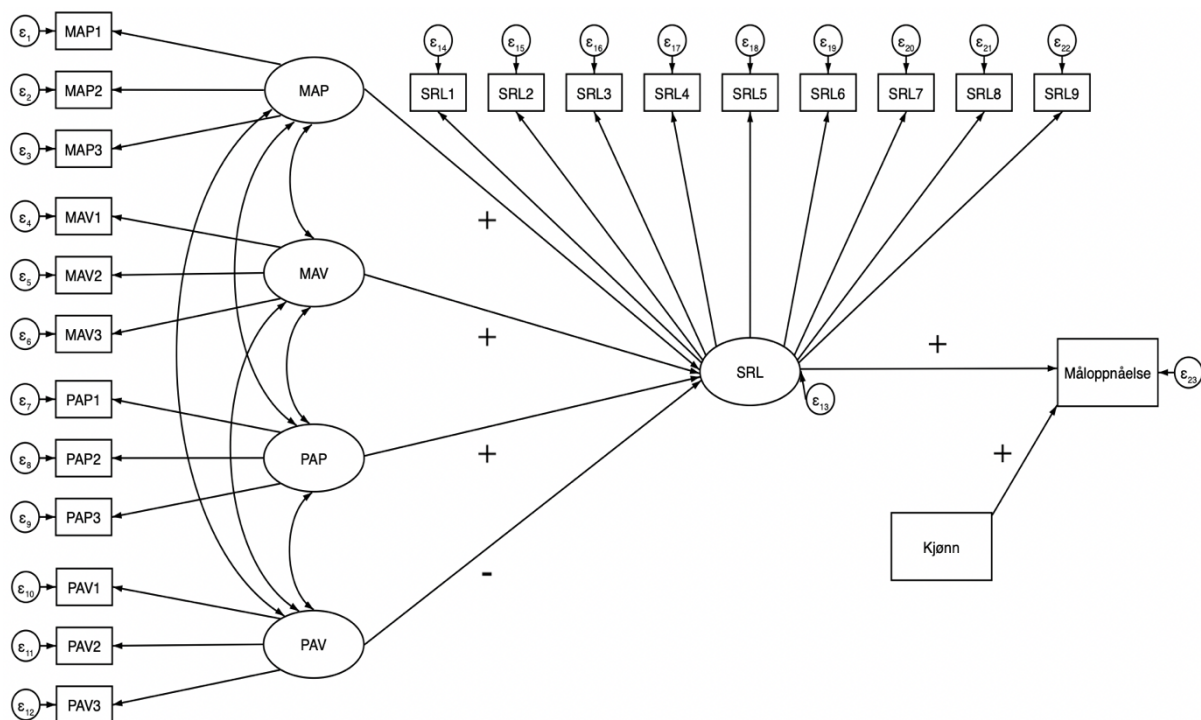 ε1 MAP1
ε2 MAP2
ε3 MAP3
MAP
ε4 MAV1
ε5 MAV2
ε6 MAV3
MAV
ε7 PAP1
ε8 PAP2
ε9 PAP3
PAP
ε10 PAV1
ε11 PAV2
ε12 PAV3
PAV
+
+
+
-
ε14 ε15 ε16 ε17 ε18 ε19 ε20 ε21 ε22
SRL1 SRL2 SRL3 SRL4 SRL5 SRL6 SRL7 SRL8 SRL9
SRL
ε13
+
Måloppnåelse
ε23
+
Kjønn